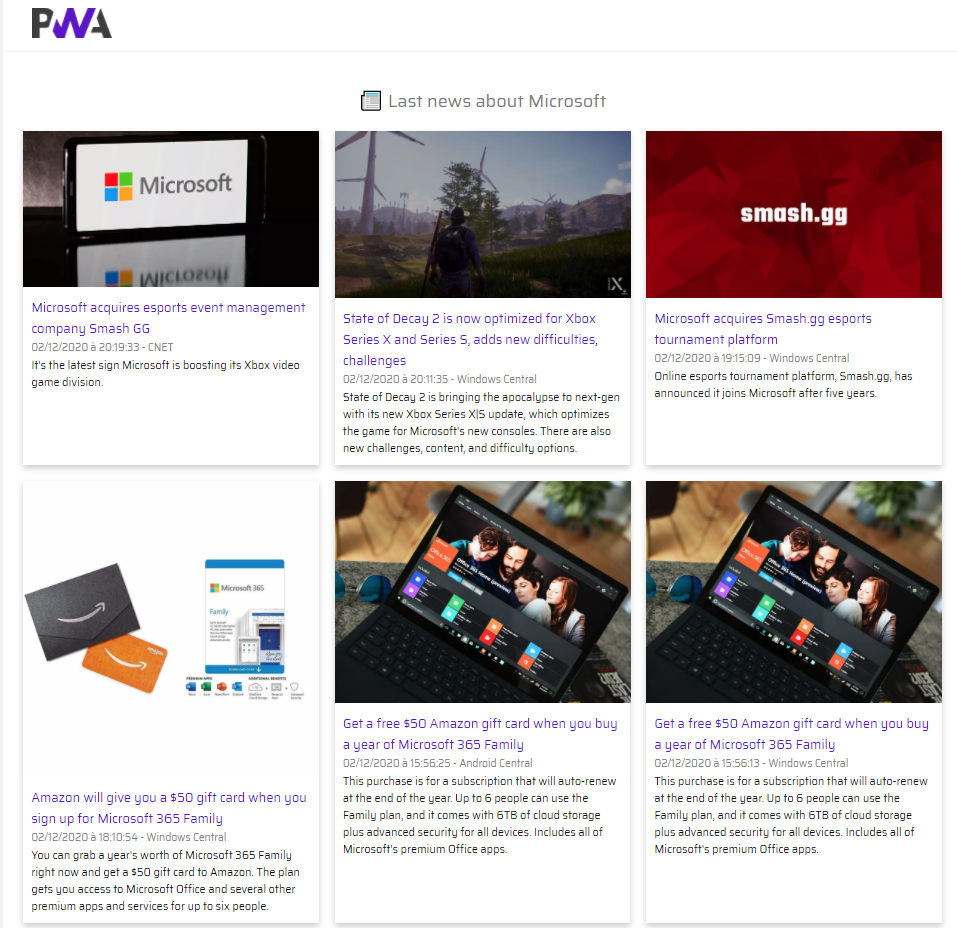 PWA
Last news about Microsoft
Microsoft
Microsoft
Microsoft acquires esports event management
company Smash GG
02/12/2020 à 20:19:33 - CNET
It's the latest sign Microsoft is boosting its Xbox video
game division.
X
State of Decay 2 is now optimized for Xbox
Series X and Series S, adds new difficulties,
challenges
02/12/2020 à 20:11:35 - Windows Central
State of Decay 2 is bringing the apocalypse to next-gen
with its new Xbox Series X|S update, which optimizes
the game for Microsoft's new consoles. There are also
new challenges, content, and difficulty options.
smash.gg
Microsoft acquires Smash.gg esports
tournament platform
02/12/2020 à 19:15:09 - Windows Central
Online esports tournament platform, Smash.gg, has
announced it joins Microsoft after five years.
amazon
Microsoft 365
Family
PREMIUM APPS
ADDITIONAL BENEFITS
Amazon will give you a $50 gift card when you
sign up for Microsoft 365 Family
02/12/2020 à 18:10:54 - Windows Central
You can grab a year's worth of Microsoft 365 Family
right now and get a $50 gift card to Amazon. The plan
gets you access to Microsoft Office and several other
premium apps and services for up to six people.
Office 365 Home (preview)
Get a free $50 Amazon gift card when you buy
a year of Microsoft 365 Family
02/12/2020 à 15:56:25 - Android Central
This purchase is for a subscription that will auto-renew
at the end of the year. Up to 6 people can use the
Family plan, and it comes with 6TB of cloud storage
plus advanced security for all devices. Includes all of
Microsoft's premium Office apps.
Office 365 Home (preview)
Get a free $50 Amazon gift card when you buy
a year of Microsoft 365 Family
02/12/2020 à 15:56:13 - Windows Central
This purchase is for a subscription that will auto-renew
at the end of the year. Up to 6 people can use the
Family plan, and it comes with 6TB of cloud storage
plus advanced security for all devices. Includes all of
Microsoft's premium Office apps.